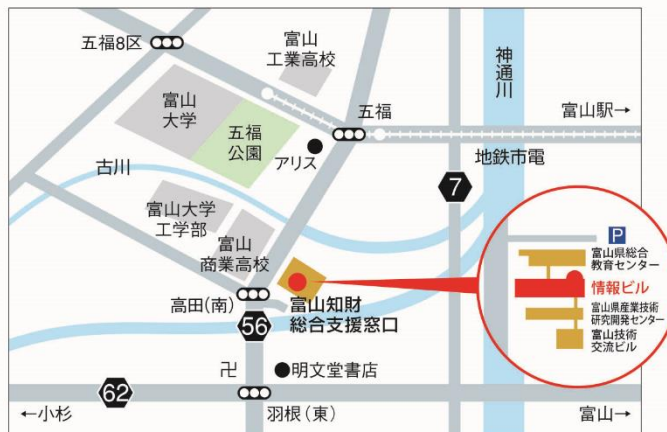 五福8区
富山
工業高校
神通川
富山
大学
五福
公園
五福
富山駅→
アリス
地鉄市電
古川
7
富山大学
工学部
富山
商業高校
P
富山県総合
教育センター
情報ビル
富山県産業技術
研究開発センター
富山技術
交流ビル
高田(南)
富山知財
総合支援窓口
56
卍
明文堂書店
62
←小杉
羽根(東)
富山→